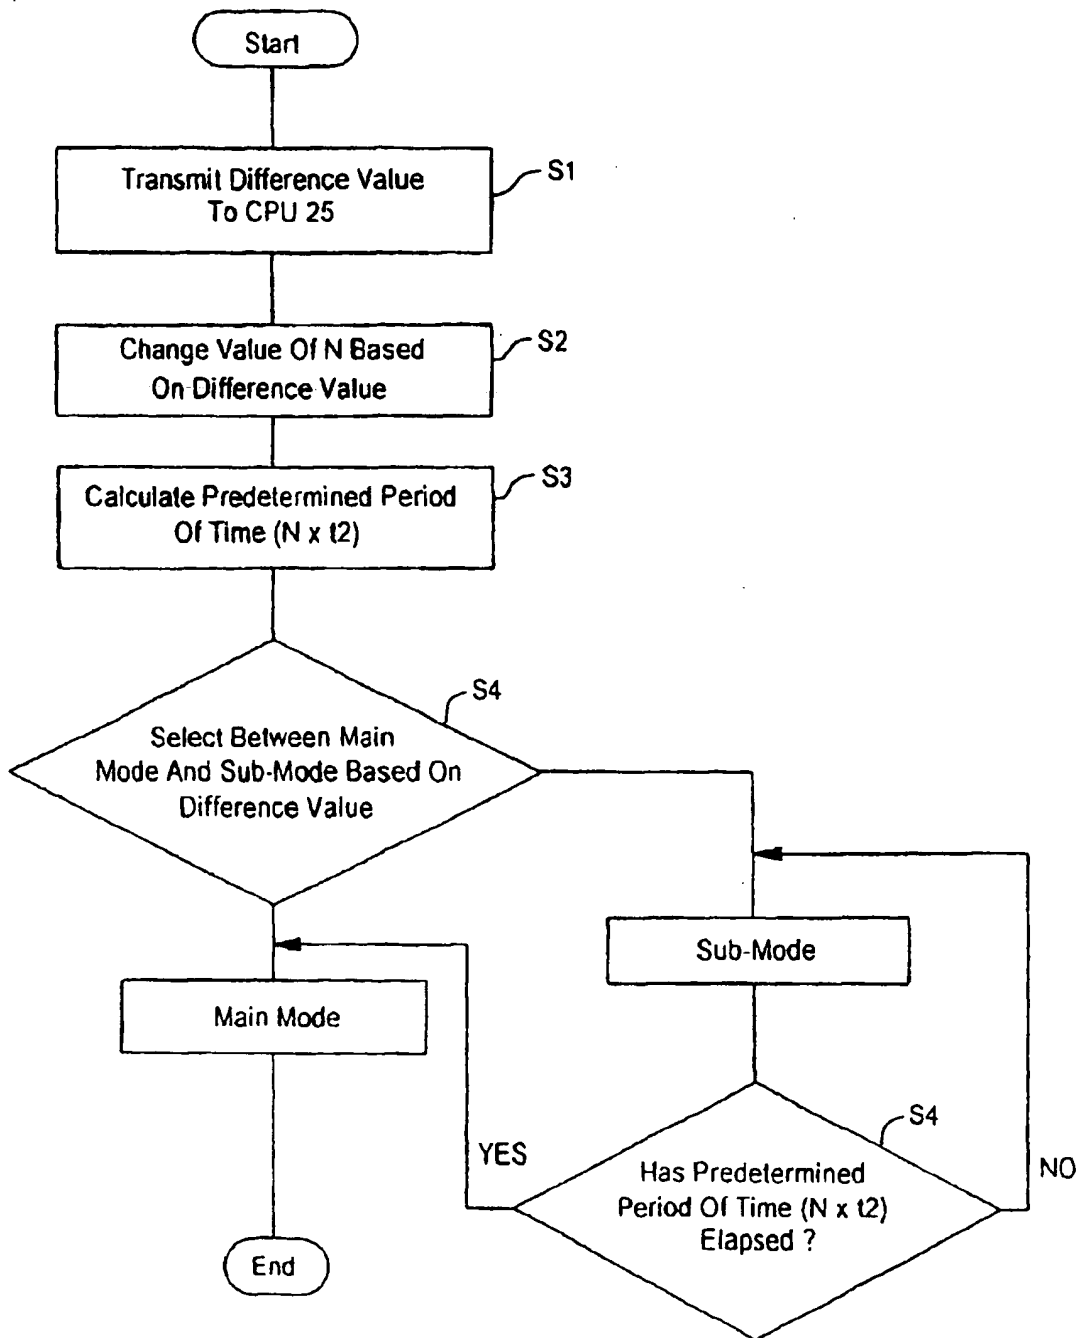 Start
Transmit Difference Value
To CPU 25
S1
Change Value Of N Based
On Difference Value
S2
Calculate Predetermined Period
Of Time (N x t2)
S3
Select Between Main
Mode And Sub-Mode Based On
Difference Value
S4
Sub-Mode
Main Mode
Has Predetermined
Period Of Time (N x t2)
Elapsed ?
S4
YES
NO
End